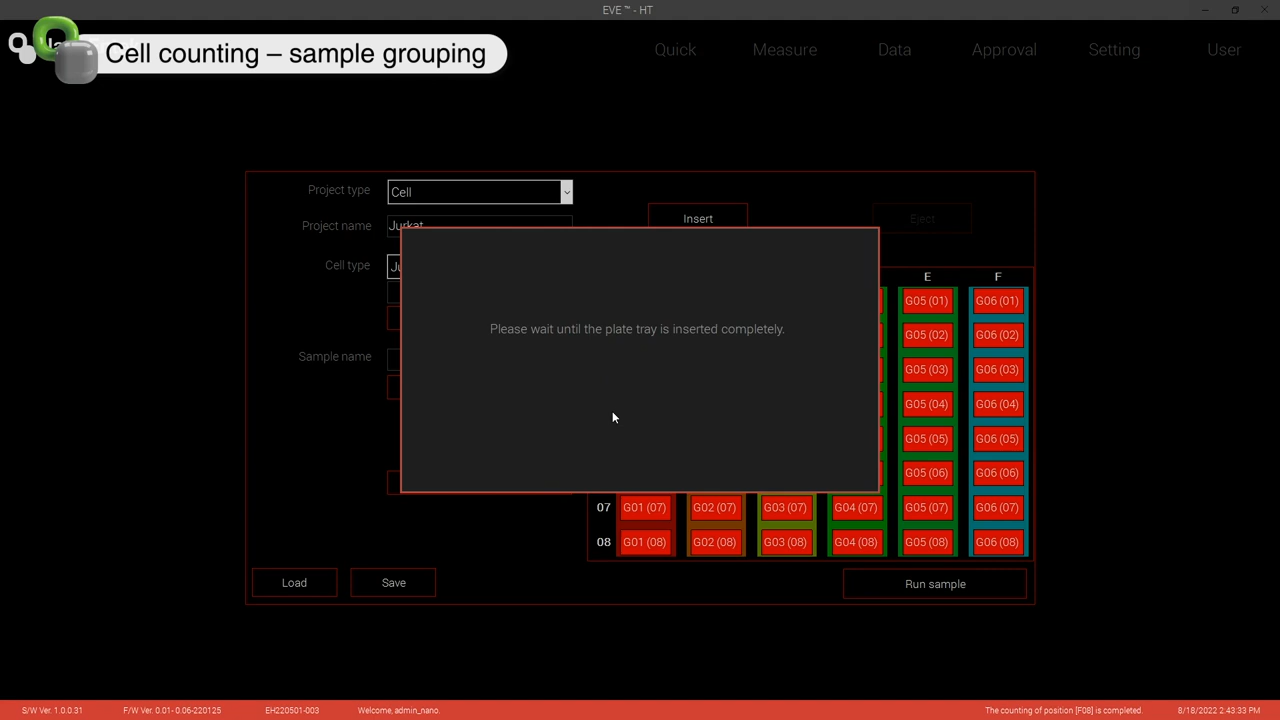 EVE ™ - HT
Cell counting – sample grouping
Quick Measure Data Approval Setting User
Project type Cell
Insert Eject
Project name Jurkat
Cell type
E F
Please wait until the plate tray is inserted completely.
Sample name
G05 (01) G06 (01)
G05 (02) G06 (02)
G05 (03) G06 (03)
G05 (04) G06 (04)
G05 (05) G06 (05)
G05 (06) G06 (06)
07 G01 (07) G02 (07) G03 (07) G04 (07) G05 (07) G06 (07)
08 G01 (08) G02 (08) G03 (08) G04 (08) G05 (08) G06 (08)
Load Save Run sample
S/W Ver. 1.0.0.31 F/W Ver. 0.01- 0.06-220125 EH220501-003 Welcome, admin_nano. The counting of position [F08] is completed. 8/18/2022 2:43:33 PM